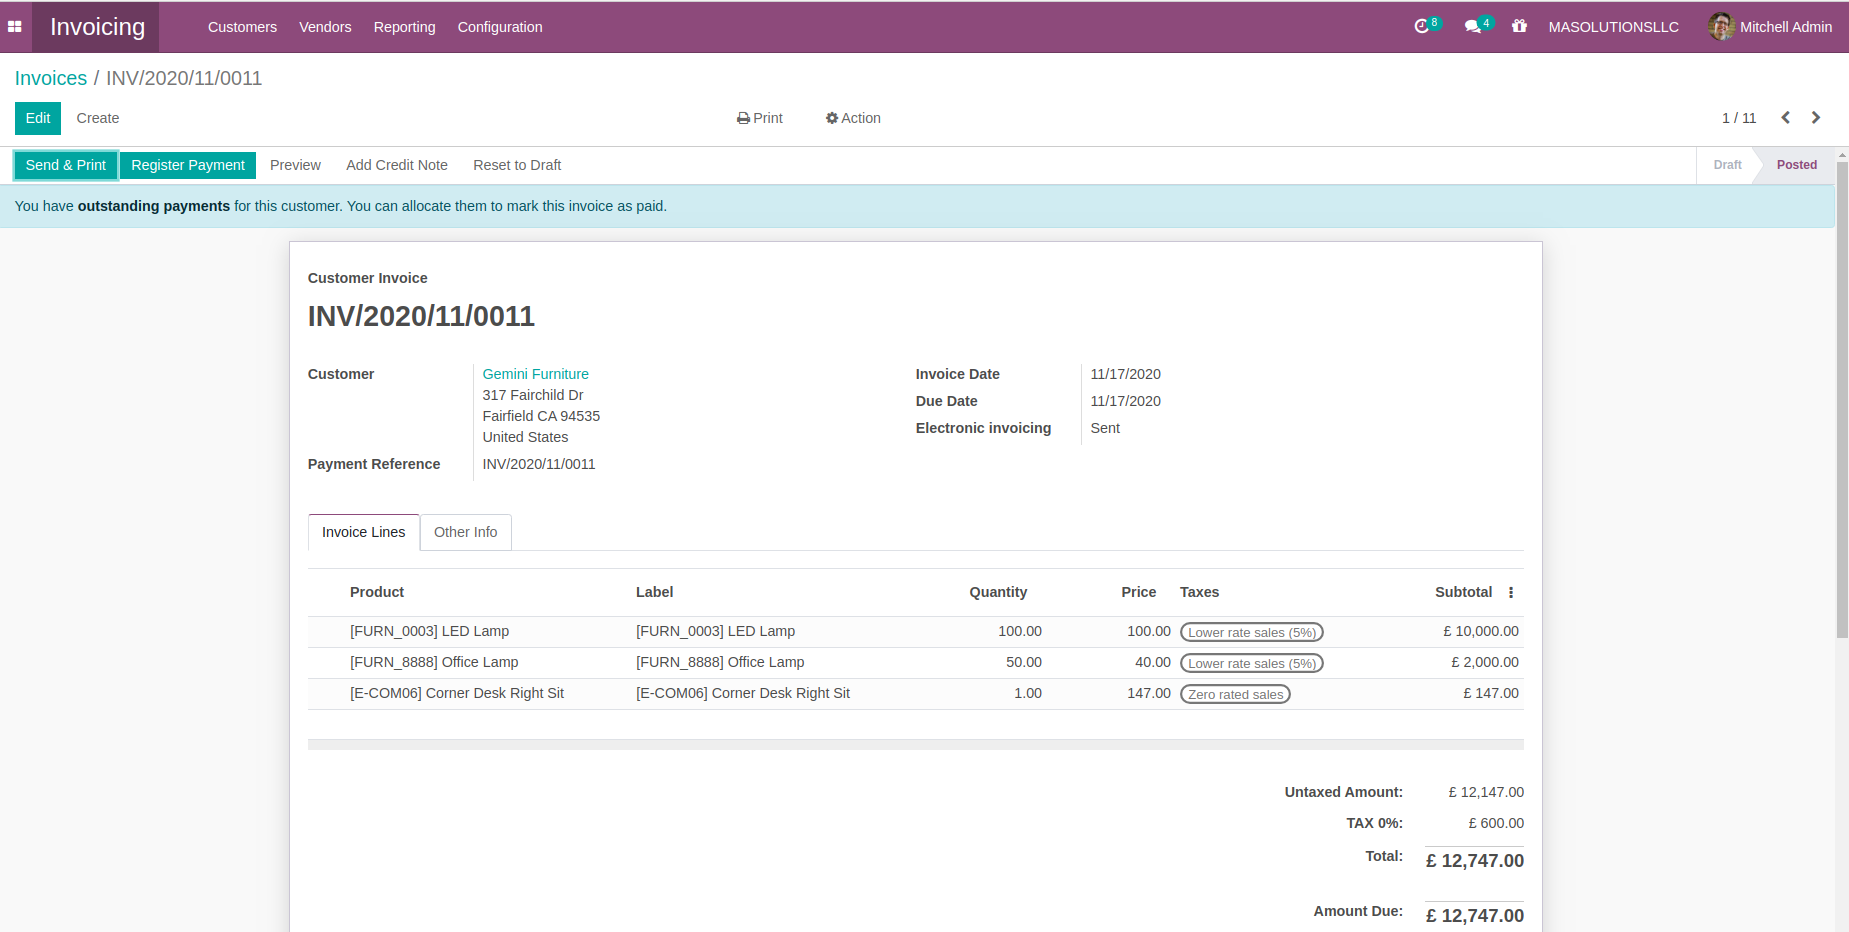 Invoicing Customers Vendors Reporting Configuration 8 4 MASOLUTIONSLLC Mitchell Admin
Invoices / INV/2020/11/0011
Edit Create Print Action 1 / 11
Send & Print Register Payment Preview Add Credit Note Reset to Draft Draft Posted
You have outstanding payments for this customer. You can allocate them to mark this invoice as paid.
Customer Invoice
INV/2020/11/0011
Customer Gemini Furniture Invoice Date 11/17/2020
317 Fairchild Dr Due Date 11/17/2020
Fairfield CA 94535
United States Electronic invoicing Sent
Payment Reference INV/2020/11/0011
Invoice Lines Other Info
Product Label Quantity Price Taxes Subtotal
[FURN_0003] LED Lamp [FURN_0003] LED Lamp 100.00 100.00 Lower rate sales (5%) £ 10,000.00
[FURN_8888] Office Lamp [FURN_8888] Office Lamp 50.00 40.00 Lower rate sales (5%) £ 2,000.00
[E-COM06] Corner Desk Right Sit [E-COM06] Corner Desk Right Sit 1.00 147.00 Zero rated sales £ 147.00
Untaxed Amount: £ 12,147.00
TAX 0%: £ 600.00
Total: £ 12,747.00
Amount Due: £ 12,747.00